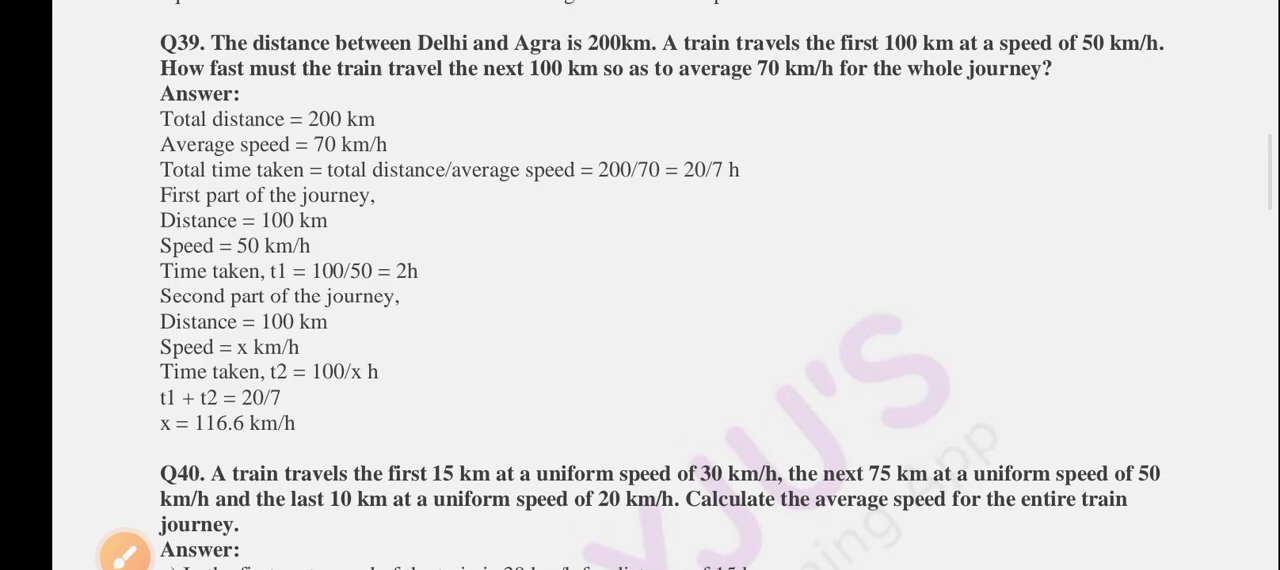 Q39. The distance between Delhi and Agra is 200km. A train travels the first 100 km at a speed of 50 km/h.
How fast must the train travel the next 100 km so as to average 70 km/h for the whole journey?
Answer:
Total distance = 200 km
Average speed = 70 km/h
Total time taken = total distance/average speed = 200/70 = 20/7 h
First part of the journey,
Distance = 100 km
Speed = 50 km/h
Time taken, t1 = 100/50 = 2h
Second part of the journey,
Distance = 100 km
Speed = x km/h
Time taken, t2 = 100/x h
t1 + t2 = 20/7
x = 116.6 km/h
Q40. A train travels the first 15 km at a uniform speed of 30 km/h, the next 75 km at a uniform speed of 50
km/h and the last 10 km at a uniform speed of 20 km/h. Calculate the average speed for the entire train
journey.
Answer:
YJU'S
App